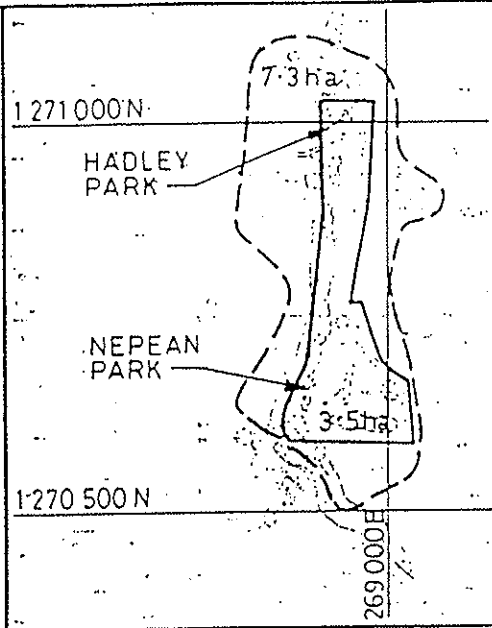 7·3ha
1 271 000 N
HADLEY
PARK
NEPEAN
PARK
3·5ha
1 270 500 N
269 000 E